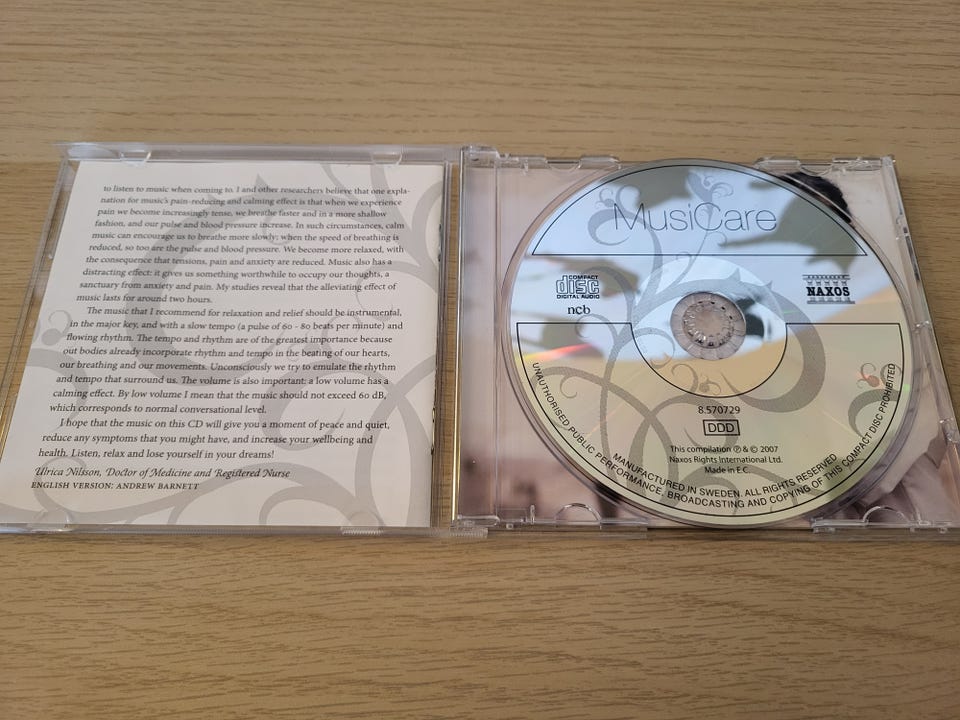 to listen to music when coming to. I and other researchers believe that one expla-
nation for music's pain-reducing and calming effect is that when we experience
pain we become increasingly tense, we breathe faster and in a more shallow
fashion, and our pulse and blood pressure increase. In such circumstances, calm
music can encourage us to breathe more slowly; when the speed of breathing is
reduced, so too are the pulse and blood pressure. We become more relaxed, with
the consequence that tensions, pain and anxiety are reduced. Music also has a
distracting effect: it gives us something worthwhile to occupy our thoughts, a
sanctuary from anxiety and pain. My studies reveal that the alleviating effect of
music lasts for around two hours.
The music that I recommend for relaxation and relief should be instrumental,
in the major key, and with a slow tempo (a pulse of 60 - 80 beats per minute) and
flowing rhythm. The tempo and rhythm are of the greatest importance because
out bodies already incorporate rhythm and tempo in the beating of our hearts,
our breathing and our movements. Unconsciously we try to emulate the rhythm
and tempo that surround us. The volume is also important: a low volume has a
calming effect. By low volume I mean that the music should not exceed 60 dB,
which corresponds to normal conversational level.
I hope that the music on this CD will give you a moment of peace and quiet,
reduce any symptoms that you might have, and increase your wellbeing and
health. Listen, relax and lose yourself in your dreams!
Ulrica Nilsson, Doctor of Medicine and Registered Nurse
ENGLISH VERSION: ANDREW BARNETT
MusiCare
COMPACT
disc
DIGITAL AUDIO
ncb
NAXOS
8.570729
DDD
This compilation ℗ & © 2007
Naxos Rights International Ltd.
Made in E.C.
MANUFACTURED IN SWEDEN. ALL RIGHTS RESERVED
UNAUTHORISED PUBLIC PERFORMANCE, BROADCASTING AND COPYING OF THIS COMPACT DISC PROHIBITED